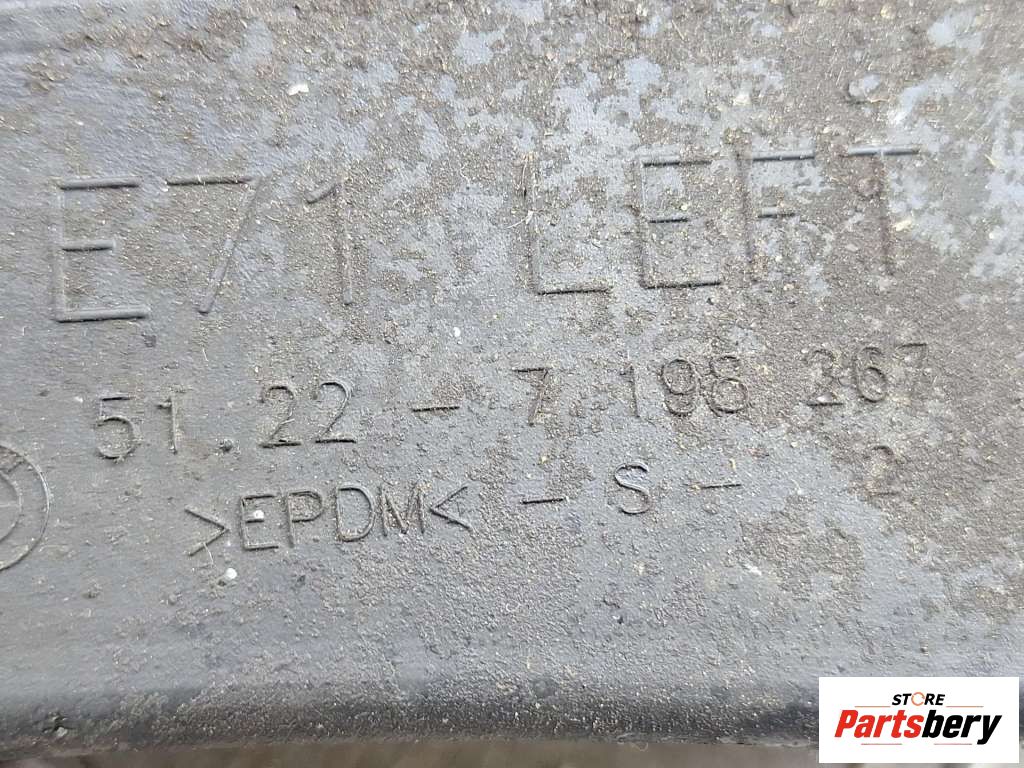 E71 LEFT
51.22 - 7 198 267
>EPDM< - S - 2
STORE
Partsbery